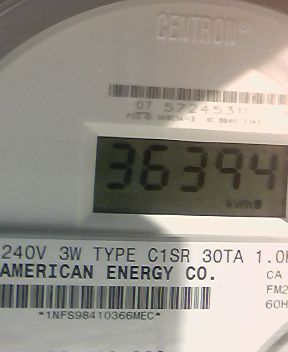 CENTRON®
07 57245311
36394
kWh
240V 3W TYPE C1SR 30TA 1.0
AMERICAN ENERGY CO.
CA
FM2
60H
*1NFS98410366MEC*